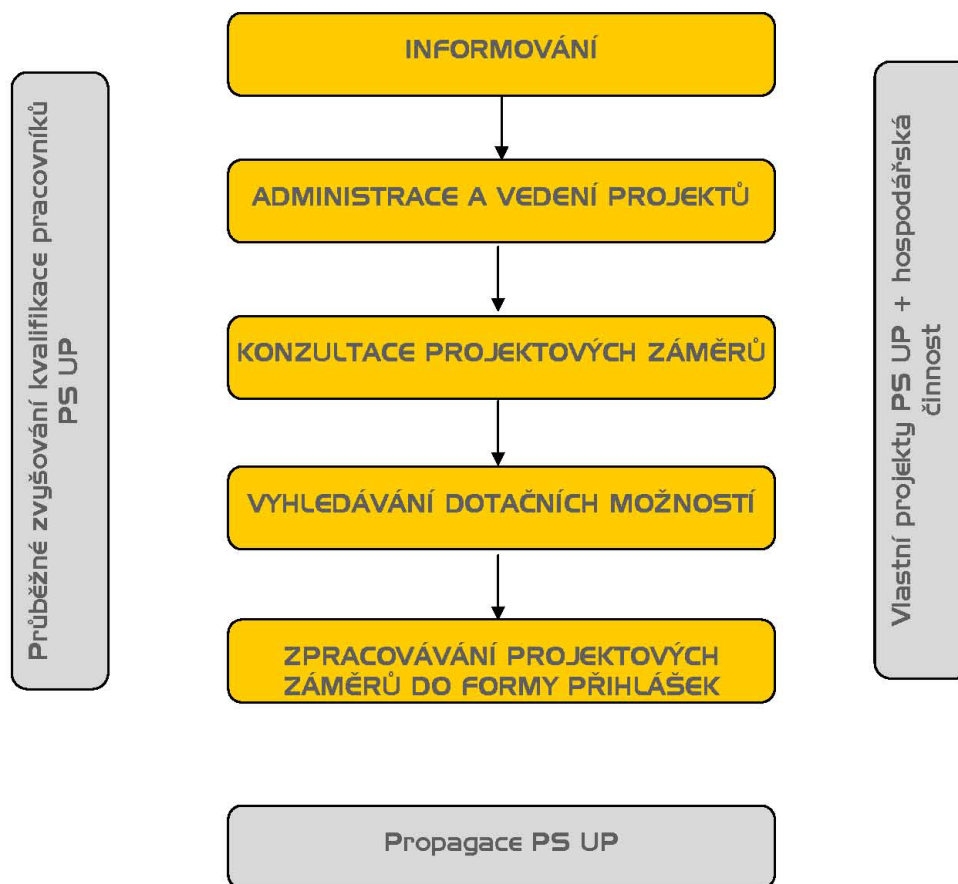 INFORMOVÁNÍ
ADMINISTRACE A VEDENÍ PROJEKTŮ
KONZULTACE PROJEKTOVÝCH ZÁMĚRŮ
VYHLEDÁVÁNÍ DOTAČNÍCH MOŽNOSTÍ
ZPRACOVÁVÁNÍ PROJEKTOVÝCH
ZÁMĚRŮ DO FORMY PŘIHLÁŠEK
Průběžné zvyšování kvalifikace pracovníků
PS UP
Vlastní projekty PS UP + hospodářská
činnost
Propagace PS UP